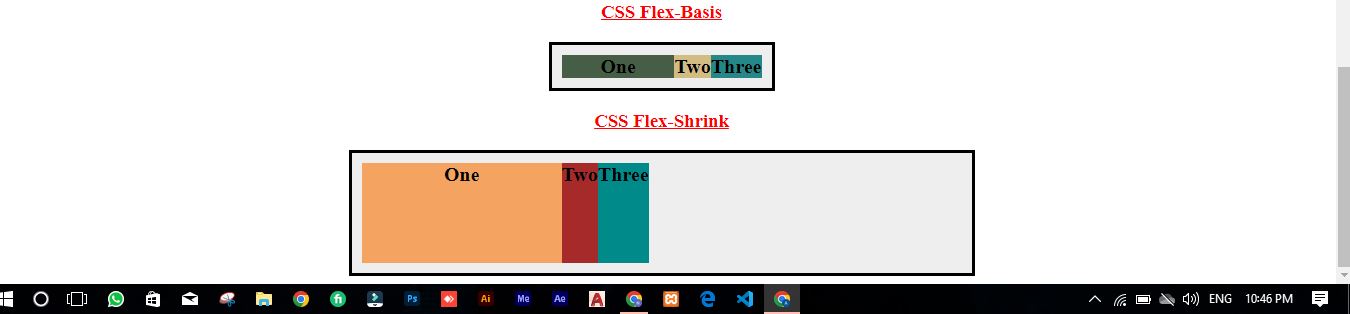 CSS Flex-Basis
One Two Three
CSS Flex-Shrink
One Two Three
Ps Ai Me Ae A ENG 10:46 PM